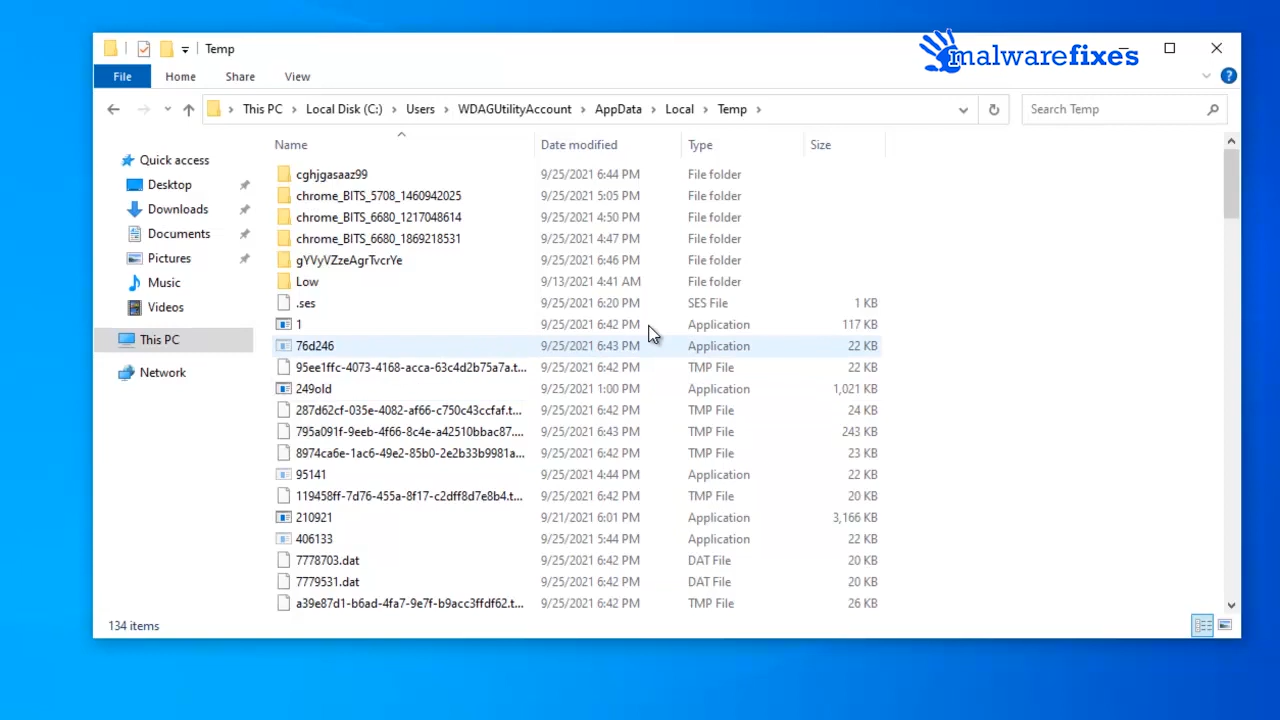 Temp
malwarefixes
File Home Share View
This PC Local Disk (C:) Users WDAGUtilityAccount AppData Local Temp
Search Temp
Name Date modified Type Size
Quick access
Desktop
Downloads
Documents
Pictures
Music
Videos
This PC
Network
cghjgasaaz99 9/25/2021 6:44 PM File folder
chrome_BITS_5708_1460942025 9/25/2021 5:05 PM File folder
chrome_BITS_6680_1217048614 9/25/2021 4:50 PM File folder
chrome_BITS_6680_1869218531 9/25/2021 4:47 PM File folder
gYVyVZzeAgrTvcrYe 9/25/2021 6:46 PM File folder
Low 9/13/2021 4:41 AM File folder
.ses 9/25/2021 6:20 PM SES File 1 KB
1 9/25/2021 6:42 PM Application 117 KB
76d246 9/25/2021 6:43 PM Application 22 KB
95ee1ffc-4073-4168-acca-63c4d2b75a7a.t... 9/25/2021 6:42 PM TMP File 22 KB
249old 9/25/2021 1:00 PM Application 1,021 KB
287d62cf-035e-4082-af66-c750c43ccfaf.t... 9/25/2021 6:42 PM TMP File 24 KB
795a091f-9eeb-4f66-8c4e-a42510bbac87.... 9/25/2021 6:43 PM TMP File 243 KB
8974ca6e-1ac6-49e2-85b0-2e2b33b9981a... 9/25/2021 6:42 PM TMP File 23 KB
95141 9/25/2021 4:44 PM Application 22 KB
119458ff-7d76-455a-8f17-c2dff8d7e8b4.t... 9/25/2021 6:42 PM TMP File 20 KB
210921 9/21/2021 6:01 PM Application 3,166 KB
406133 9/25/2021 5:44 PM Application 22 KB
7778703.dat 9/25/2021 6:42 PM DAT File 20 KB
7779531.dat 9/25/2021 6:42 PM DAT File 20 KB
a39e87d1-b6ad-4fa7-9e7f-b9acc3ffdf62.t... 9/25/2021 6:42 PM TMP File 26 KB
134 items